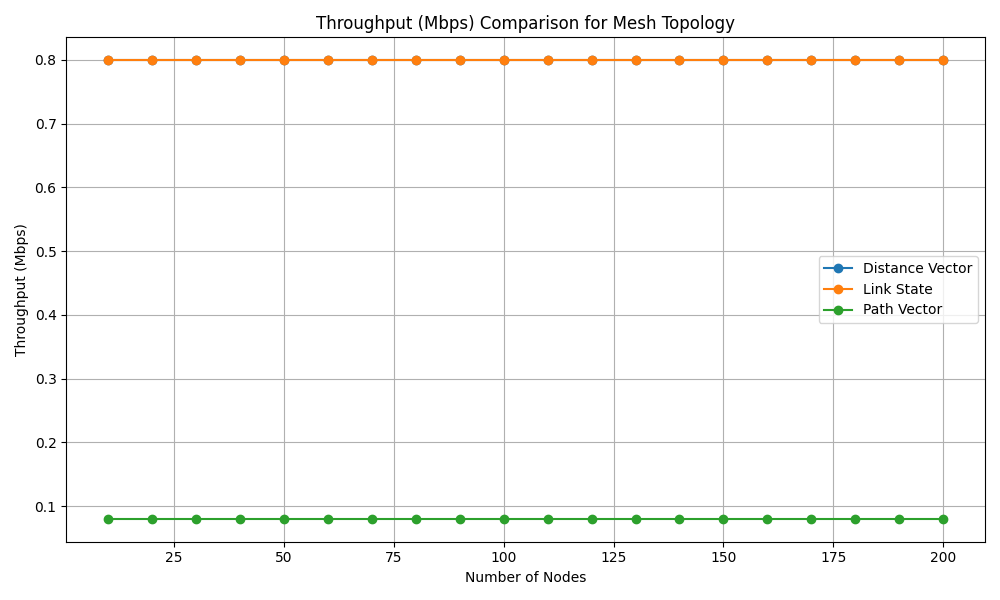 Throughput (Mbps) Comparison for Mesh Topology
Throughput (Mbps)
0.8
0.7
0.6
0.5
0.4
0.3
0.2
0.1
Distance Vector
Link State
Path Vector
25
50
75
100
125
150
175
200
Number of Nodes